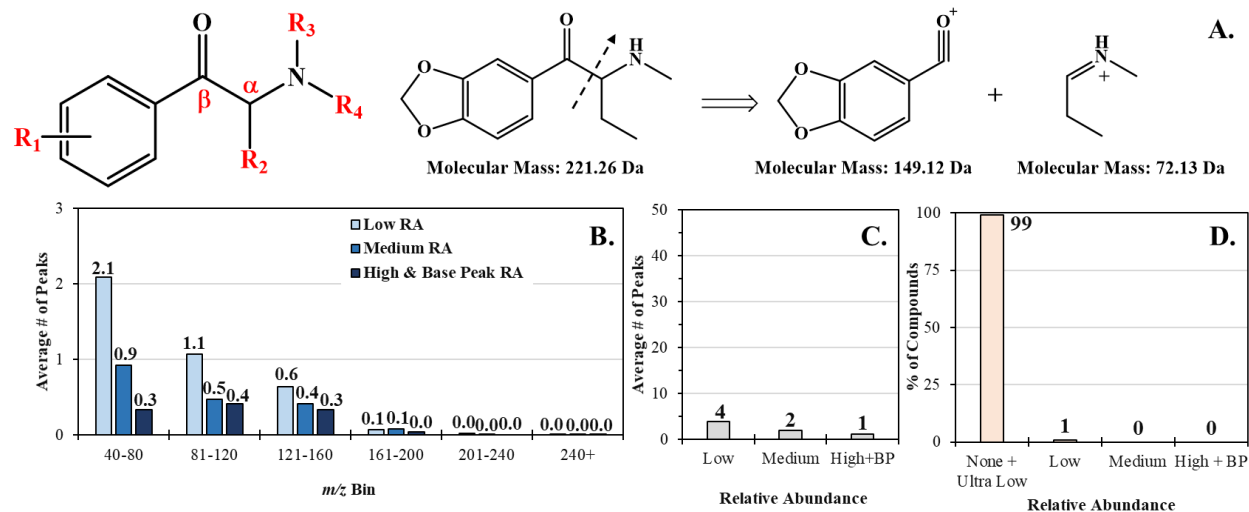 A.
O
R3
N
R4
β
α
R1
R2
O
H
N
O
O
Molecular Mass: 221.26 Da
O+
O
O
Molecular Mass: 149.12 Da
+
H
N
+
Molecular Mass: 72.13 Da
B.
Average # of Peaks
3
2
1
0
Low RA
Medium RA
High & Base Peak RA
2.1
0.9
0.3
1.1
0.5
0.4
0.6
0.4
0.3
0.1
0.1
0.0
0.0
0.0
0.0
0.0
0.0
0.0
40-80
81-120
121-160
161-200
201-240
240+
m/z Bin
C.
Average # of Peaks
50
40
30
20
10
0
4
2
1
Low
Medium
High+BP
Relative Abundance
D.
% of Compounds
100
75
50
25
0
99
1
0
0
None +
Ultra Low
Low
Medium
High + BP
Relative Abundance